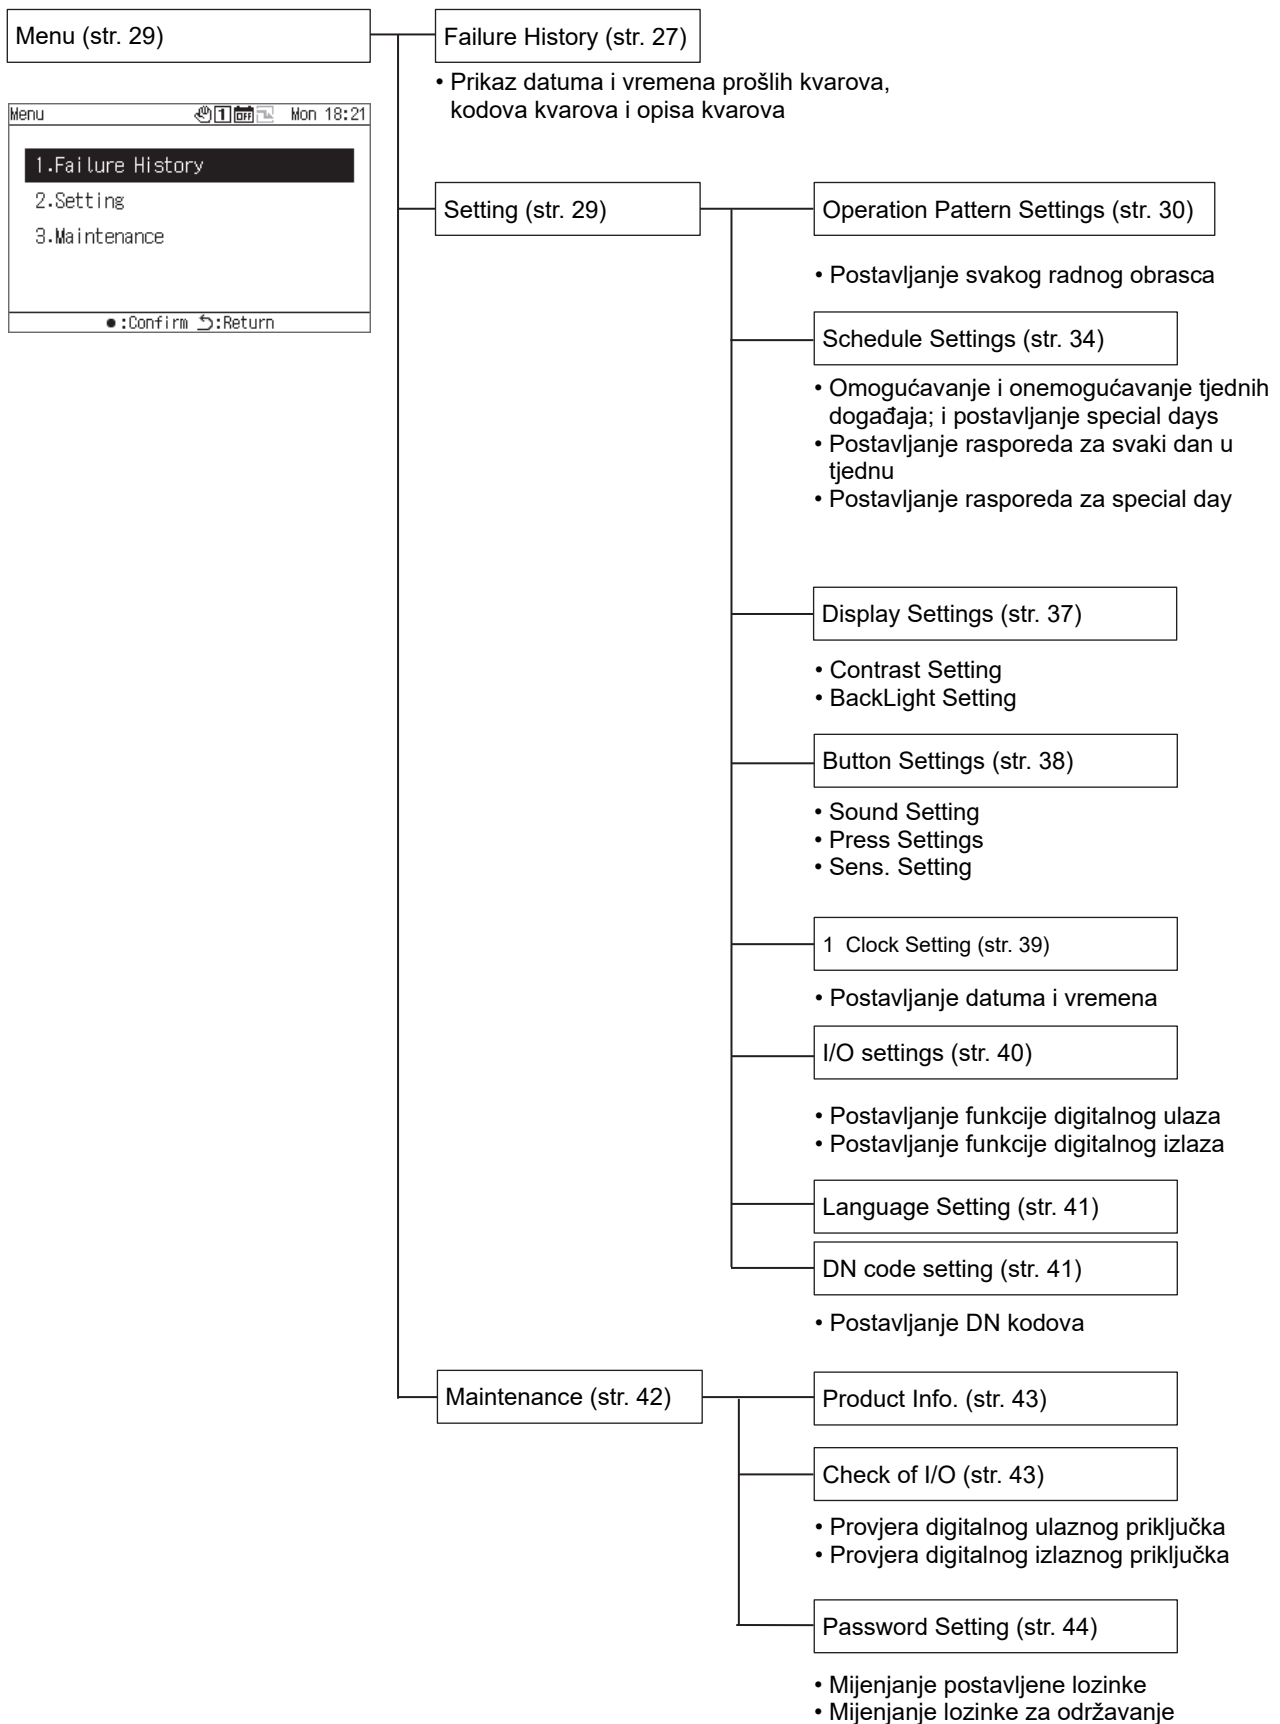 Menu (str. 29)
Failure History (str. 27)
• Prikaz datuma i vremena prošlih kvarova,
kodova kvarova i opisa kvarova
Menu 1 OFF Mon 18:21
1.Failure History
2.Setting
3.Maintenance
●:Confirm ⮌:Return
Setting (str. 29)
Operation Pattern Settings (str. 30)
• Postavljanje svakog radnog obrasca
Schedule Settings (str. 34)
• Omogućavanje i onemogućavanje tjednih
događaja; i postavljanje special days
• Postavljanje rasporeda za svaki dan u
tjednu
• Postavljanje rasporeda za special day
Display Settings (str. 37)
• Contrast Setting
• BackLight Setting
Button Settings (str. 38)
• Sound Setting
• Press Settings
• Sens. Setting
1 Clock Setting (str. 39)
• Postavljanje datuma i vremena
I/O settings (str. 40)
• Postavljanje funkcije digitalnog ulaza
• Postavljanje funkcije digitalnog izlaza
Language Setting (str. 41)
DN code setting (str. 41)
• Postavljanje DN kodova
Maintenance (str. 42)
Product Info. (str. 43)
Check of I/O (str. 43)
• Provjera digitalnog ulaznog priključka
• Provjera digitalnog izlaznog priključka
Password Setting (str. 44)
• Mijenjanje postavljene lozinke
• Mijenjanje lozinke za održavanje